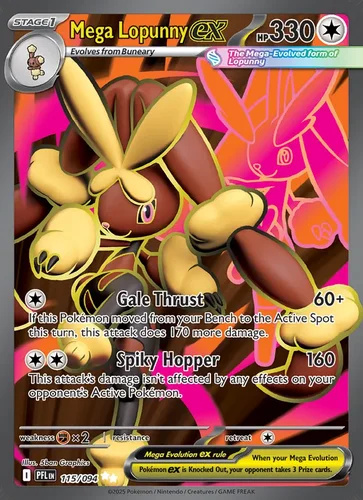 STAGE1
Mega Lopunny ex
HP330
Evolves from Buneary
The Mega-Evolved form of
Lopunny
Gale Thrust 60+
If this Pokémon moved from your Bench to the Active Spot
this turn, this attack does 170 more damage.
Spiky Hopper 160
This attack's damage isn't affected by any effects on your
opponent's Active Pokémon.
weakness ×2 resistance retreat
Illus. 5ban Graphics
I PFL EN 115/094
Mega Evolution ex rule
When your Mega Evolution
Pokémon ex is Knocked Out, your opponent takes 3 Prize cards.
©2025 Pokémon / Nintendo / Creatures / GAME FREAK